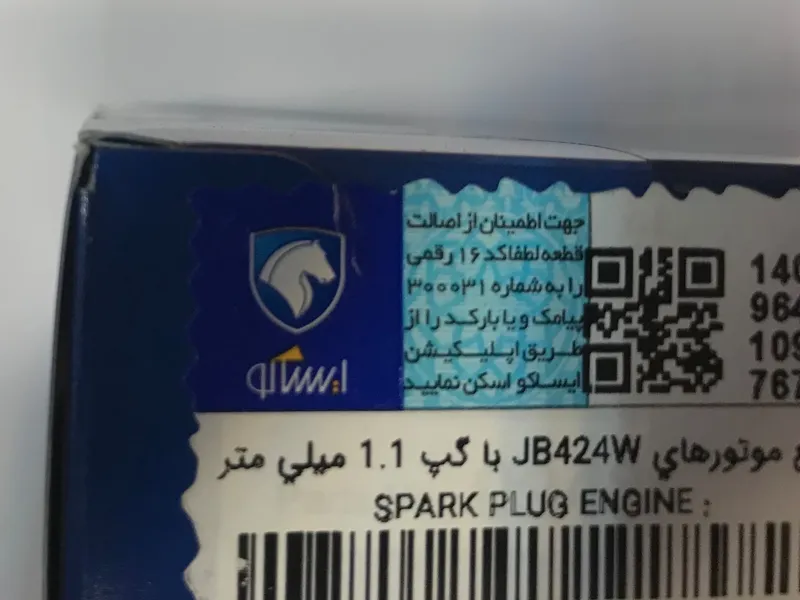 جهت اطمینان از اصالت
قطعه لطفا کد ۱۶ رقمی
را به شماره ۳۰۰۰۳۱
پیامک و یا بارکد را از
طریق اپلیکیشن
ایساکو اسکن نمایید
140
964
109
767
ایساکو
موتورهاي JB424W با گپ 1.1 ميلي متر
SPARK PLUG ENGINE :